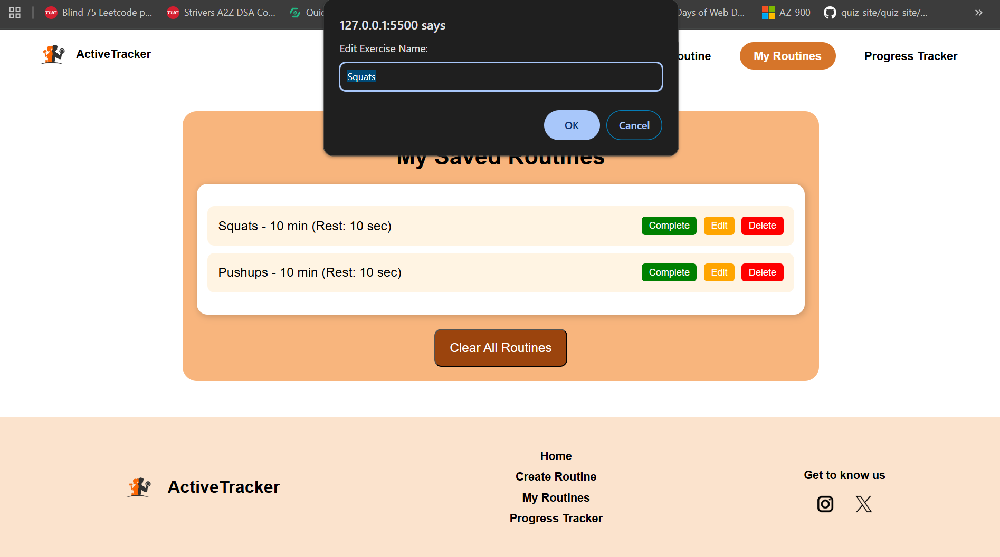 Blind 75 Leetcode p... Strivers A2Z DSA Co... Days of Web D... AZ-900 quiz-site/quiz_site/...
127.0.0.1:5500 says
Edit Exercise Name:
Squats
OK Cancel
ActiveTracker
My Routines Progress Tracker
My Saved Routines
Squats - 10 min (Rest: 10 sec) Complete Edit Delete
Pushups - 10 min (Rest: 10 sec) Complete Edit Delete
Clear All Routines
ActiveTracker
Home
Create Routine
My Routines
Progress Tracker
Get to know us